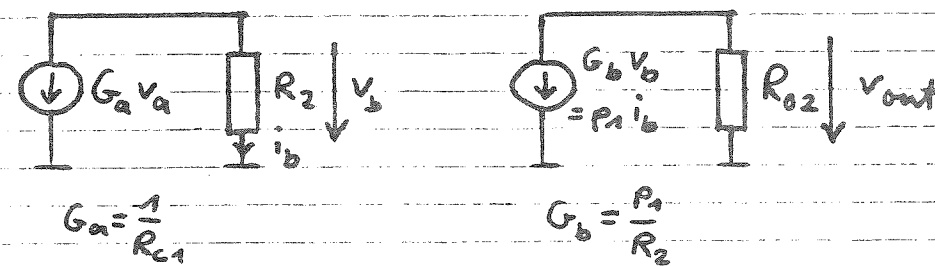 G_a v_a
R_2
v_b
i_b
G_b v_b
= P_1 i_b
R_02
v_out
G_a = 1/R_c1
G_b = P_1/R_2